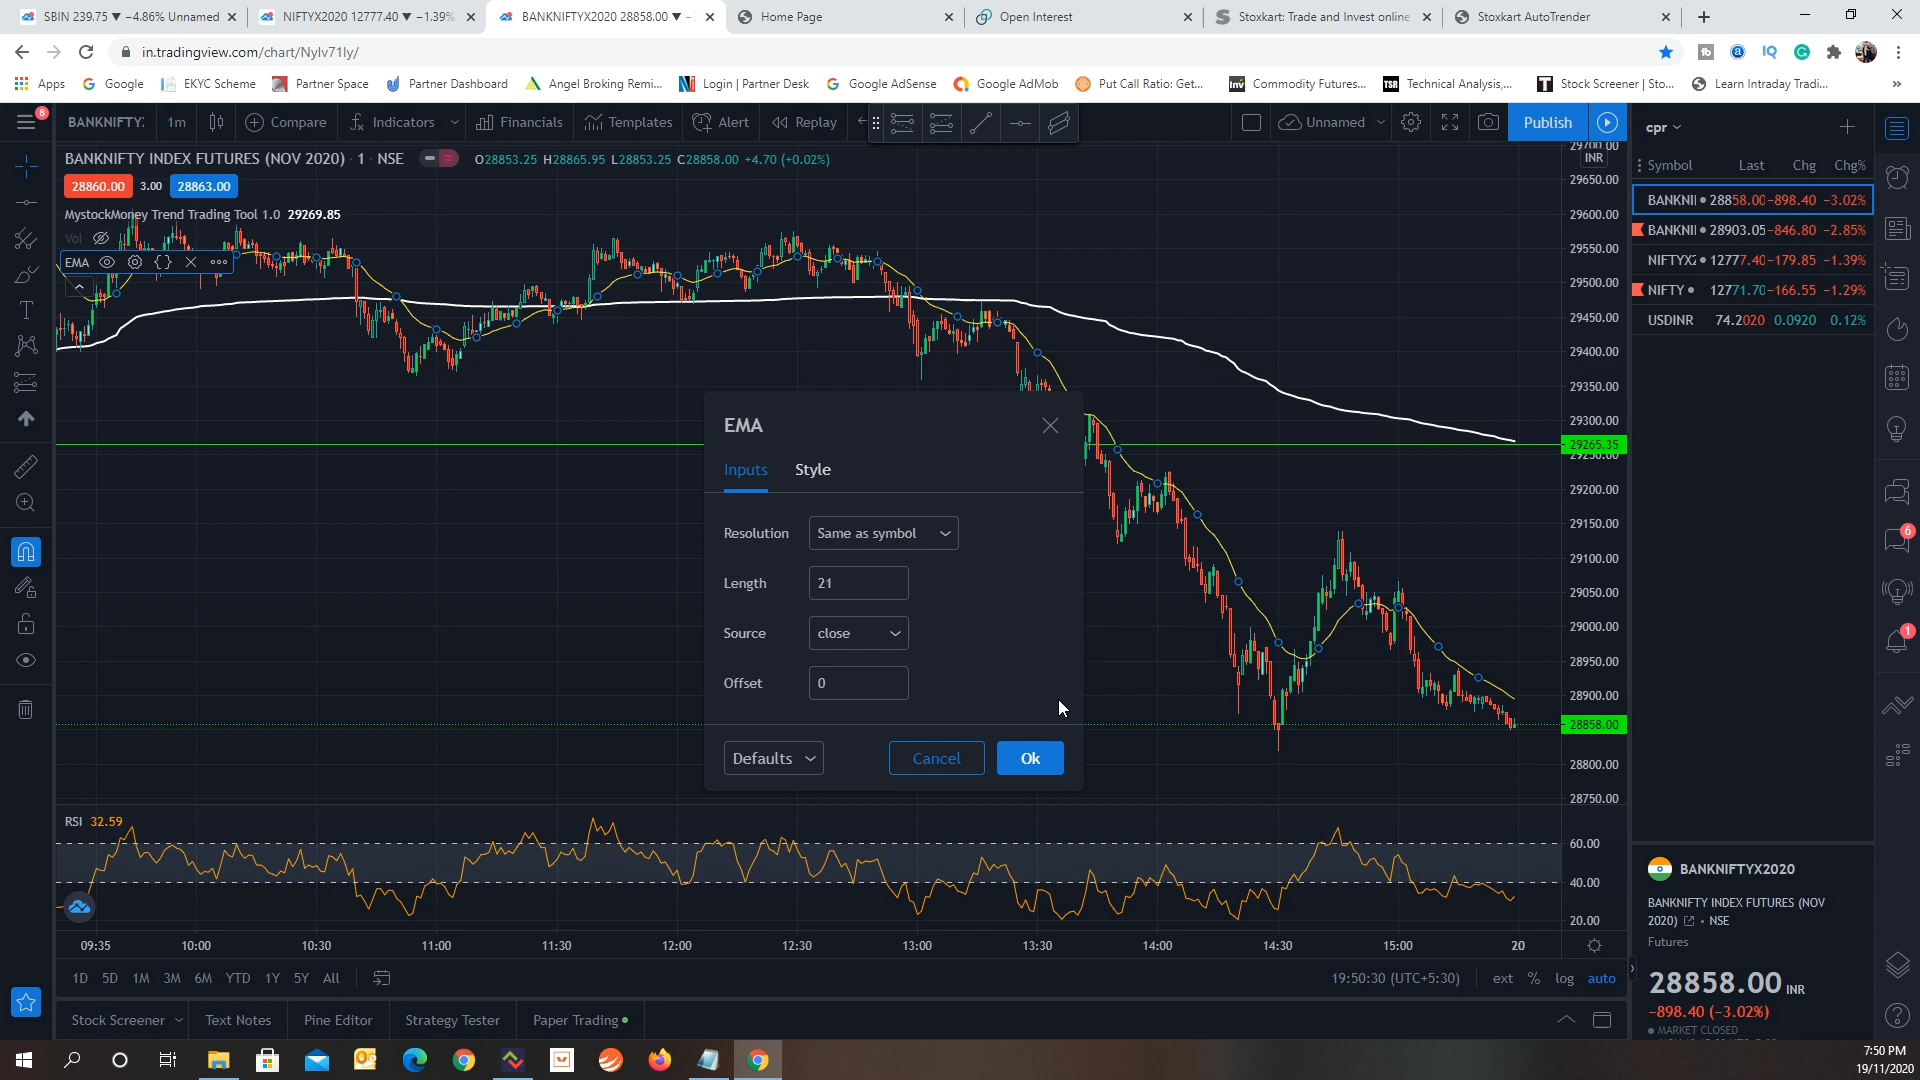 SBIN 239.75 ▼ −4.86% Unnamed
NIFTYX2020 12777.40 ▼ −1.39%
BANKNIFTYX2020 28858.00 ▼ −
Home Page
Open Interest
Stoxkart: Trade and Invest online
Stoxkart AutoTrender
in.tradingview.com/chart/Nylv71ly/
Apps
Google
EKYC Scheme
Partner Space
Partner Dashboard
Angel Broking Remi...
Login | Partner Desk
Google AdSense
Google AdMob
Put Call Ratio: Get...
Commodity Futures...
Technical Analysis,...
Stock Screener | Sto...
Learn Intraday Tradi...
8
BANKNIFTY:
1m
Compare
Indicators
Financials
Templates
Alert
Replay
Unnamed
Publish
cpr
BANKNIFTY INDEX FUTURES (NOV 2020) · 1 · NSE
O28853.25 H28865.95 L28853.25 C28858.00 +4.70 (+0.02%)
28860.00 3.00 28863.00
MystockMoney Trend Trading Tool 1.0 29269.85
Vol
EMA
29700.00
INR
29650.00
29600.00
29550.00
29500.00
29450.00
29400.00
29350.00
29300.00
29265.35
29250.00
29200.00
29150.00
29100.00
29050.00
29000.00
28950.00
28900.00
28858.00
28800.00
28750.00
Symbol Last Chg Chg%
BANKNII 28858.00 -898.40 −3.02%
BANKNII 28903.05 -846.80 −2.85%
NIFTYX2 12777.40 -179.85 −1.39%
NIFTY 12771.70 -166.55 −1.29%
USDINR 74.2020 0.0920 0.12%
EMA
Inputs Style
Resolution Same as symbol
Length 21
Source close
Offset 0
Defaults Cancel Ok
RSI 32.59
60.00
40.00
20.00
09:35 10:00 10:30 11:00 11:30 12:00 12:30 13:00 13:30 14:00 14:30 15:00 20
1D 5D 1M 3M 6M YTD 1Y 5Y All
19:50:30 (UTC+5:30) ext % log auto
Stock Screener Text Notes Pine Editor Strategy Tester Paper Trading
BANKNIFTYX2020
BANKNIFTY INDEX FUTURES (NOV
2020) • NSE
Futures
28858.00 INR
−898.40 (−3.02%)
MARKET CLOSED
6
1
7:50 PM
19/11/2020